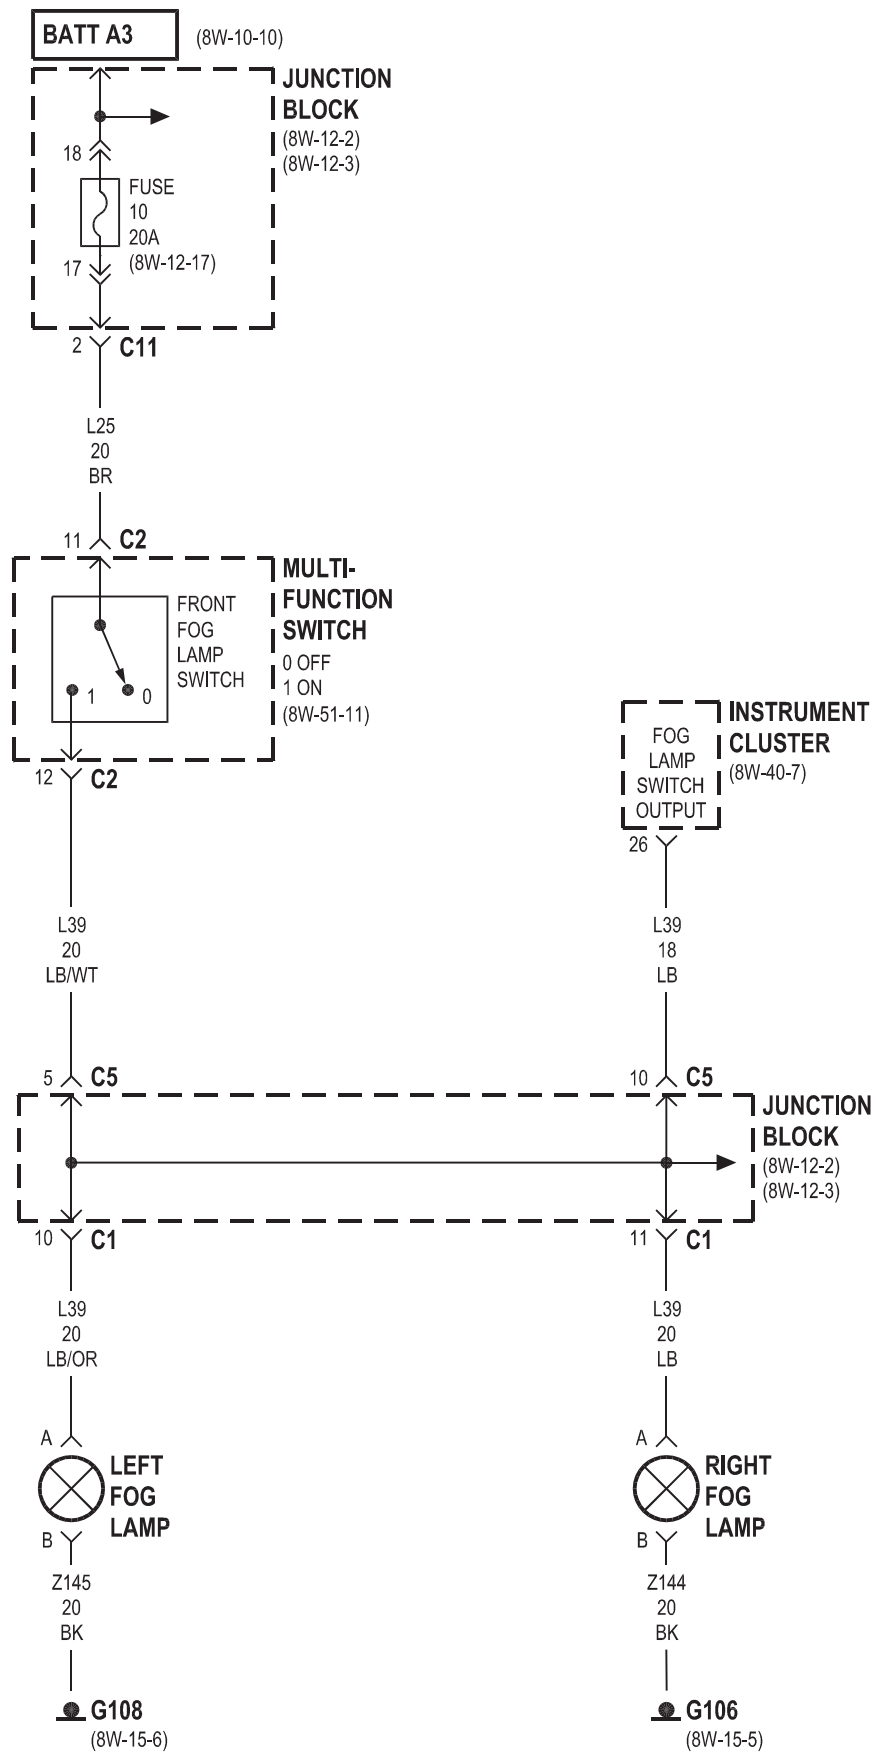 BATT A3
(8W-10-10)
JUNCTION
BLOCK
(8W-12-2)
(8W-12-3)
18
FUSE
10
20A
(8W-12-17)
17
2
C11
L25
20
BR
11
C2
MULTI-
FUNCTION
SWITCH
0 OFF
1 ON
(8W-51-11)
FRONT
FOG
LAMP
SWITCH
1
0
12
C2
INSTRUMENT
CLUSTER
(8W-40-7)
FOG
LAMP
SWITCH
OUTPUT
26
L39
20
LB/WT
L39
18
LB
5
C5
10
C5
JUNCTION
BLOCK
(8W-12-2)
(8W-12-3)
10
C1
11
C1
L39
20
LB/OR
L39
20
LB
A
LEFT
FOG
LAMP
B
A
RIGHT
FOG
LAMP
B
Z145
20
BK
Z144
20
BK
G108
(8W-15-6)
G106
(8W-15-5)